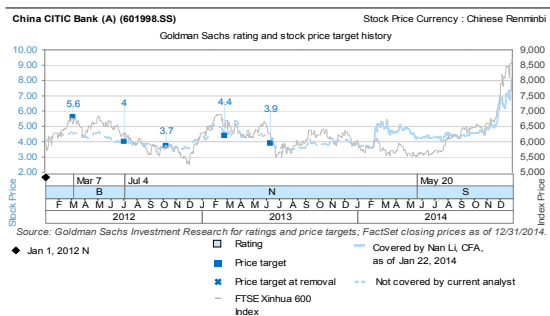 China CITIC Bank (A) (601998.SS) Stock Price Currency : Chinese Renminbi
Goldman Sachs rating and stock price target history
10.00 9,000
9.00 8,500
8.00 8,000
7.00 7,500
6.00 7,000
5.00 6,500
4.00 6,000
3.00 5,500
2.00 5,000
5.6 4 3.7 4.4 3.9
Stock Price
Index Price
Mar 7 Jul 4 May 20
B N S
F M A M J J A S O N D J F M A M J J A S O N D J F M A M J J A S O N D
2012 2013 2014
Source: Goldman Sachs Investment Research for ratings and price targets; FactSet closing prices as of 12/31/2014.
Jan 1, 2012 N
Rating
Price target
Price target at removal
FTSE Xinhua 600
Index
Covered by Nan Li, CFA,
as of Jan 22, 2014
Not covered by current analyst